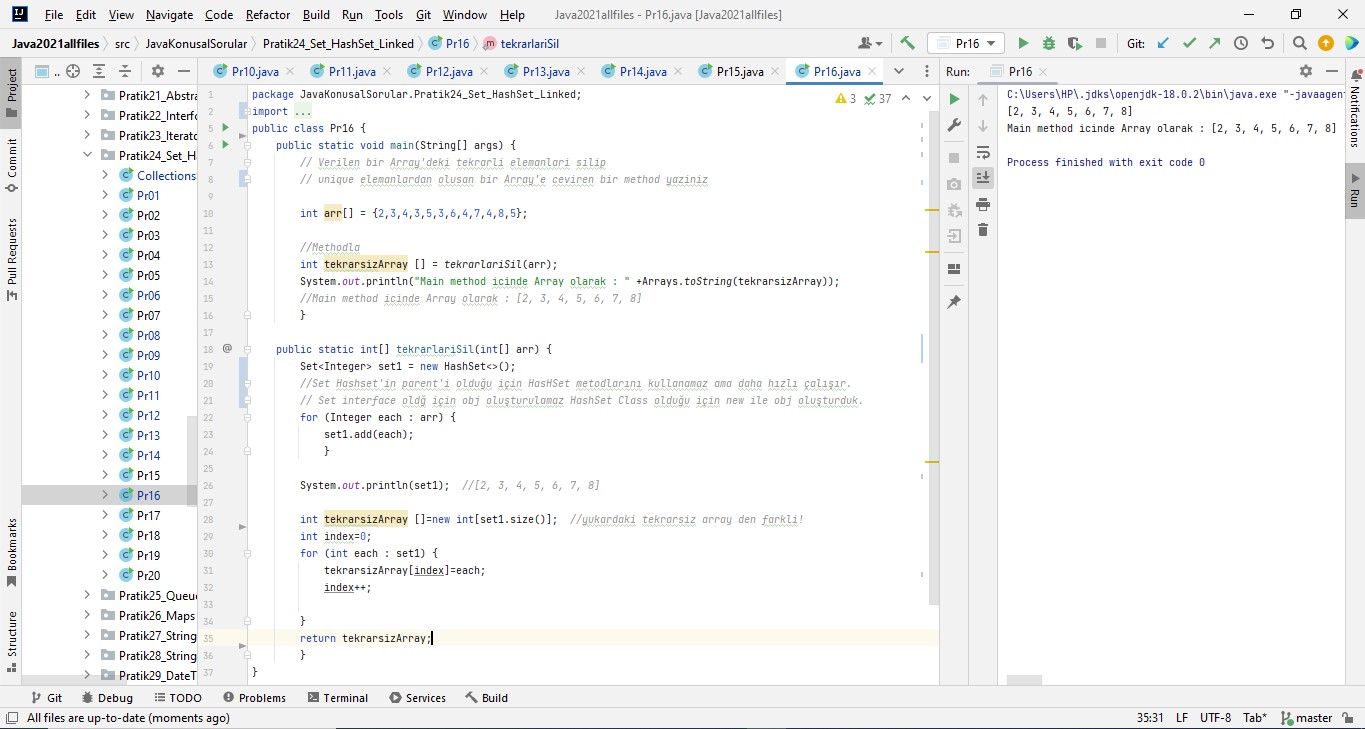 File Edit View Navigate Code Refactor Build Run Tools Git Window Help Java2021allfiles - Pr16.java [Java2021allfiles]
Java2021allfiles src JavaKonusalSorular Pratik24_Set_HashSet_Linked Pr16 tekrarlariSil Pr16 Git:
.. Pr10.java Pr11.java Pr12.java Pr13.java Pr14.java Pr15.java Pr16.java Run: Pr16
Project
Commit
Pull Requests
Bookmarks
Structure
Pratik21_Abstra
Pratik22_Interf
Pratik23_Iterato
Pratik24_Set_H
Collections
Pr01
Pr02
Pr03
Pr04
Pr05
Pr06
Pr07
Pr08
Pr09
Pr10
Pr11
Pr12
Pr13
Pr14
Pr15
Pr16
Pr17
Pr18
Pr19
Pr20
Pratik25_Queue
Pratik26_Maps
Pratik27_String
Pratik28_String
Pratik29_DateT
3 37
1 package JavaKonusalSorular.Pratik24_Set_HashSet_Linked;
2 import ...
5 public class Pr16 {
6 public static void main(String[] args) {
7 // Verilen bir Array'deki tekrarli elemanlari silip
8 // unique elemanlardan olusan bir Array'e ceviren bir method yaziniz
9
10 int arr[] = {2,3,4,3,5,3,6,4,7,4,8,5};
11
12 //Methodla
13 int tekrarsizArray [] = tekrarlariSil(arr);
14 System.out.println("Main method icinde Array olarak : " +Arrays.toString(tekrarsizArray));
15 //Main method icinde Array olarak : [2, 3, 4, 5, 6, 7, 8]
16 }
17
18 @ public static int[] tekrarlariSil(int[] arr) {
19 Set<Integer> set1 = new HashSet<>();
20 //Set Hashset'in parent'i olduğu için HasHSet metodlarını kullanamaz ama daha hızlı çalışır.
21 // Set interface oldğ için obj oluşturulamaz HashSet Class olduğu için new ile obj oluşturduk.
22 for (Integer each : arr) {
23 set1.add(each);
24 }
25
26 System.out.println(set1); //[2, 3, 4, 5, 6, 7, 8]
27
28 int tekrarsizArray []=new int[set1.size()]; //yukardaki tekrarsiz array den farkli!
29 int index=0;
30 for (int each : set1) {
31 tekrarsizArray[index]=each;
32 index++;
33
34 }
35 return tekrarsizArray;
36 }
37 }
C:\Users\HP\.jdks\openjdk-18.0.2\bin\java.exe "-javaagen
[2, 3, 4, 5, 6, 7, 8]
Main method icinde Array olarak : [2, 3, 4, 5, 6, 7, 8]
Process finished with exit code 0
Notifications
Run
Git Debug TODO Problems Terminal Services Build
All files are up-to-date (moments ago) 35:31 LF UTF-8 Tab* master